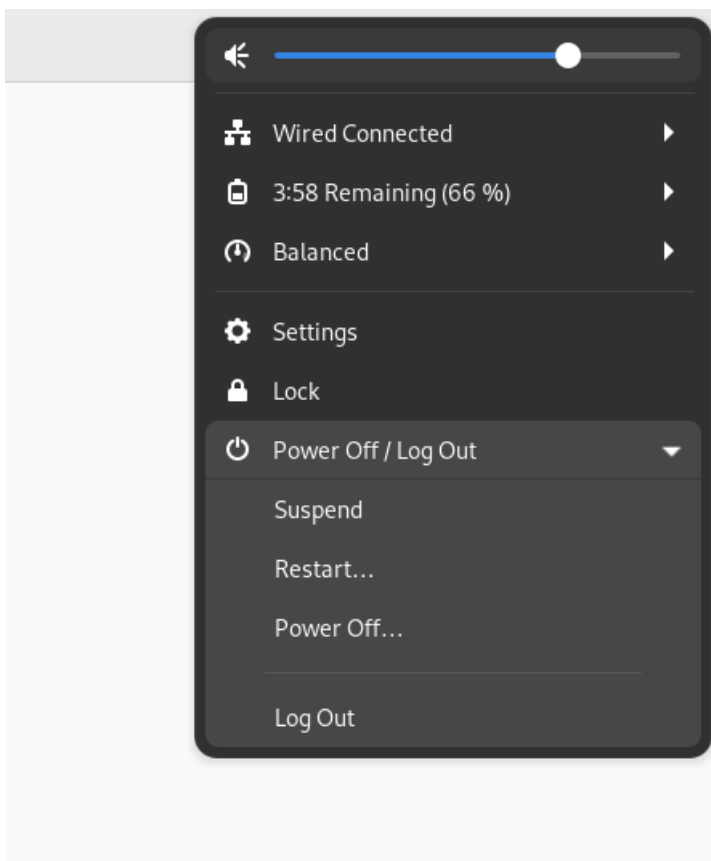 Wired Connected
3:58 Remaining (66 %)
Balanced
Settings
Lock
Power Off / Log Out
Suspend
Restart…
Power Off…
Log Out